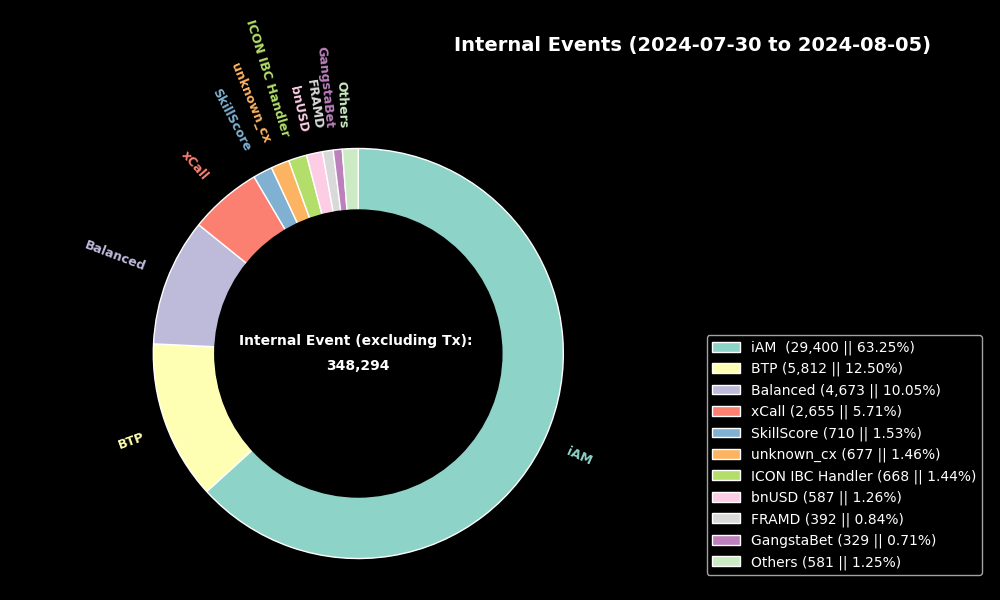 Internal Events (2024-07-30 to 2024-08-05)
Others
GangstaBet
FRAMD
bnUSD
ICON IBC Handler
unknown_cx
SkillScore
xCall
Balanced
BTP
iAM
Internal Event (excluding Tx):
348,294
iAM  (29,400 || 63.25%)
BTP (5,812 || 12.50%)
Balanced (4,673 || 10.05%)
xCall (2,655 || 5.71%)
SkillScore (710 || 1.53%)
unknown_cx (677 || 1.46%)
ICON IBC Handler (668 || 1.44%)
bnUSD (587 || 1.26%)
FRAMD (392 || 0.84%)
GangstaBet (329 || 0.71%)
Others (581 || 1.25%)